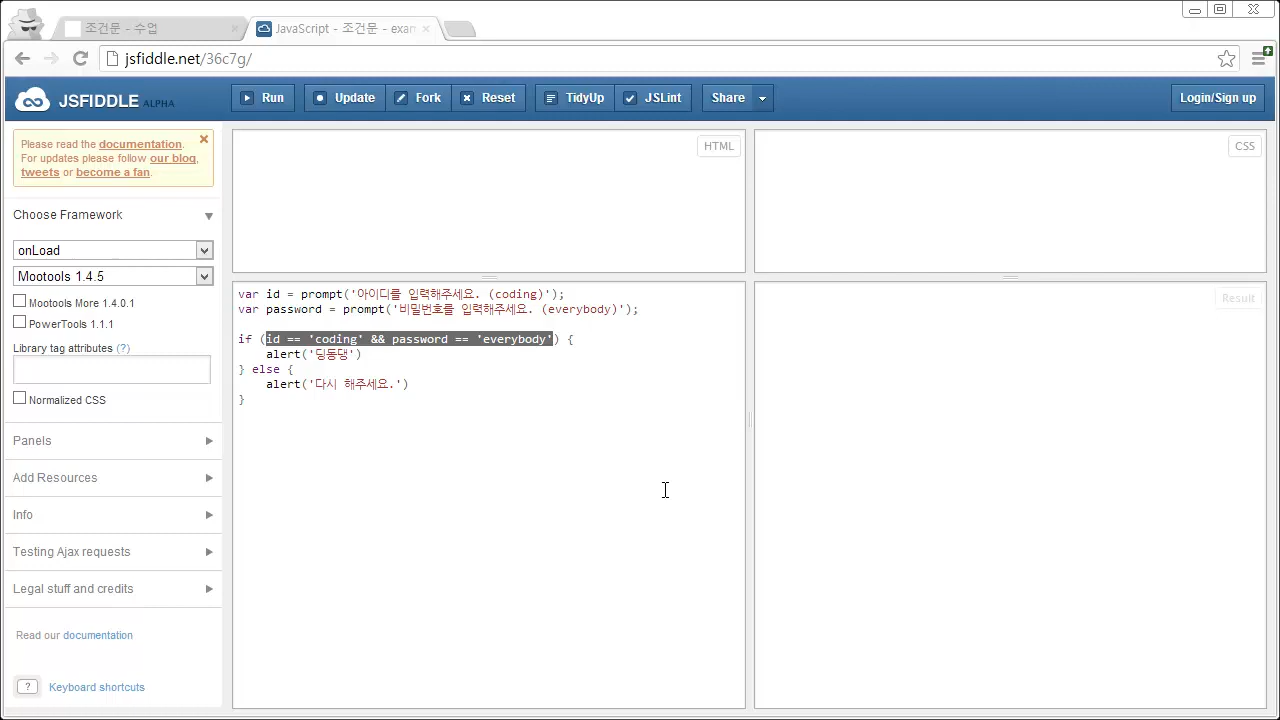 조건문 - 수업
JavaScript - 조건문 - exan
jsfiddle.net/36c7g/
JSFIDDLE ALPHA
Run
Update
Fork
Reset
TidyUp
JSLint
Share
Login/Sign up
Please read the documentation.
For updates please follow our blog,
tweets or become a fan.
Choose Framework
onLoad
Mootools 1.4.5
Mootools More 1.4.0.1
PowerTools 1.1.1
Library tag attributes (?)
Normalized CSS
Panels
Add Resources
Info
Testing Ajax requests
Legal stuff and credits
Read our documentation
? Keyboard shortcuts
HTML
CSS
var id = prompt('아이디를 입력해주세요. (coding)');
var password = prompt('비밀번호를 입력해주세요. (everybody)');
if (id == 'coding' && password == 'everybody') {
alert('딩동댕')
} else {
alert('다시 해주세요.')
}
Result